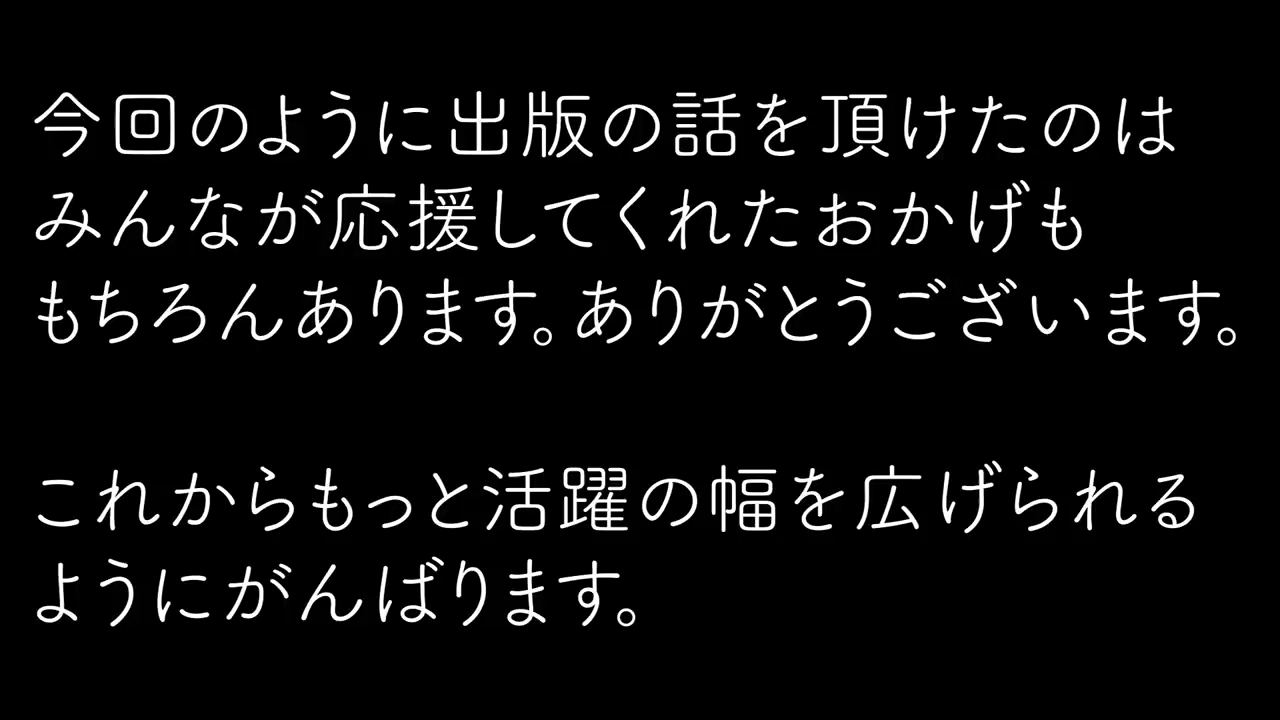 今回のように出版の話を頂けたのは
みんなが応援してくれたおかげも
もちろんあります。ありがとうございます。
これからもっと活躍の幅を広げられる
ようにがんばります。